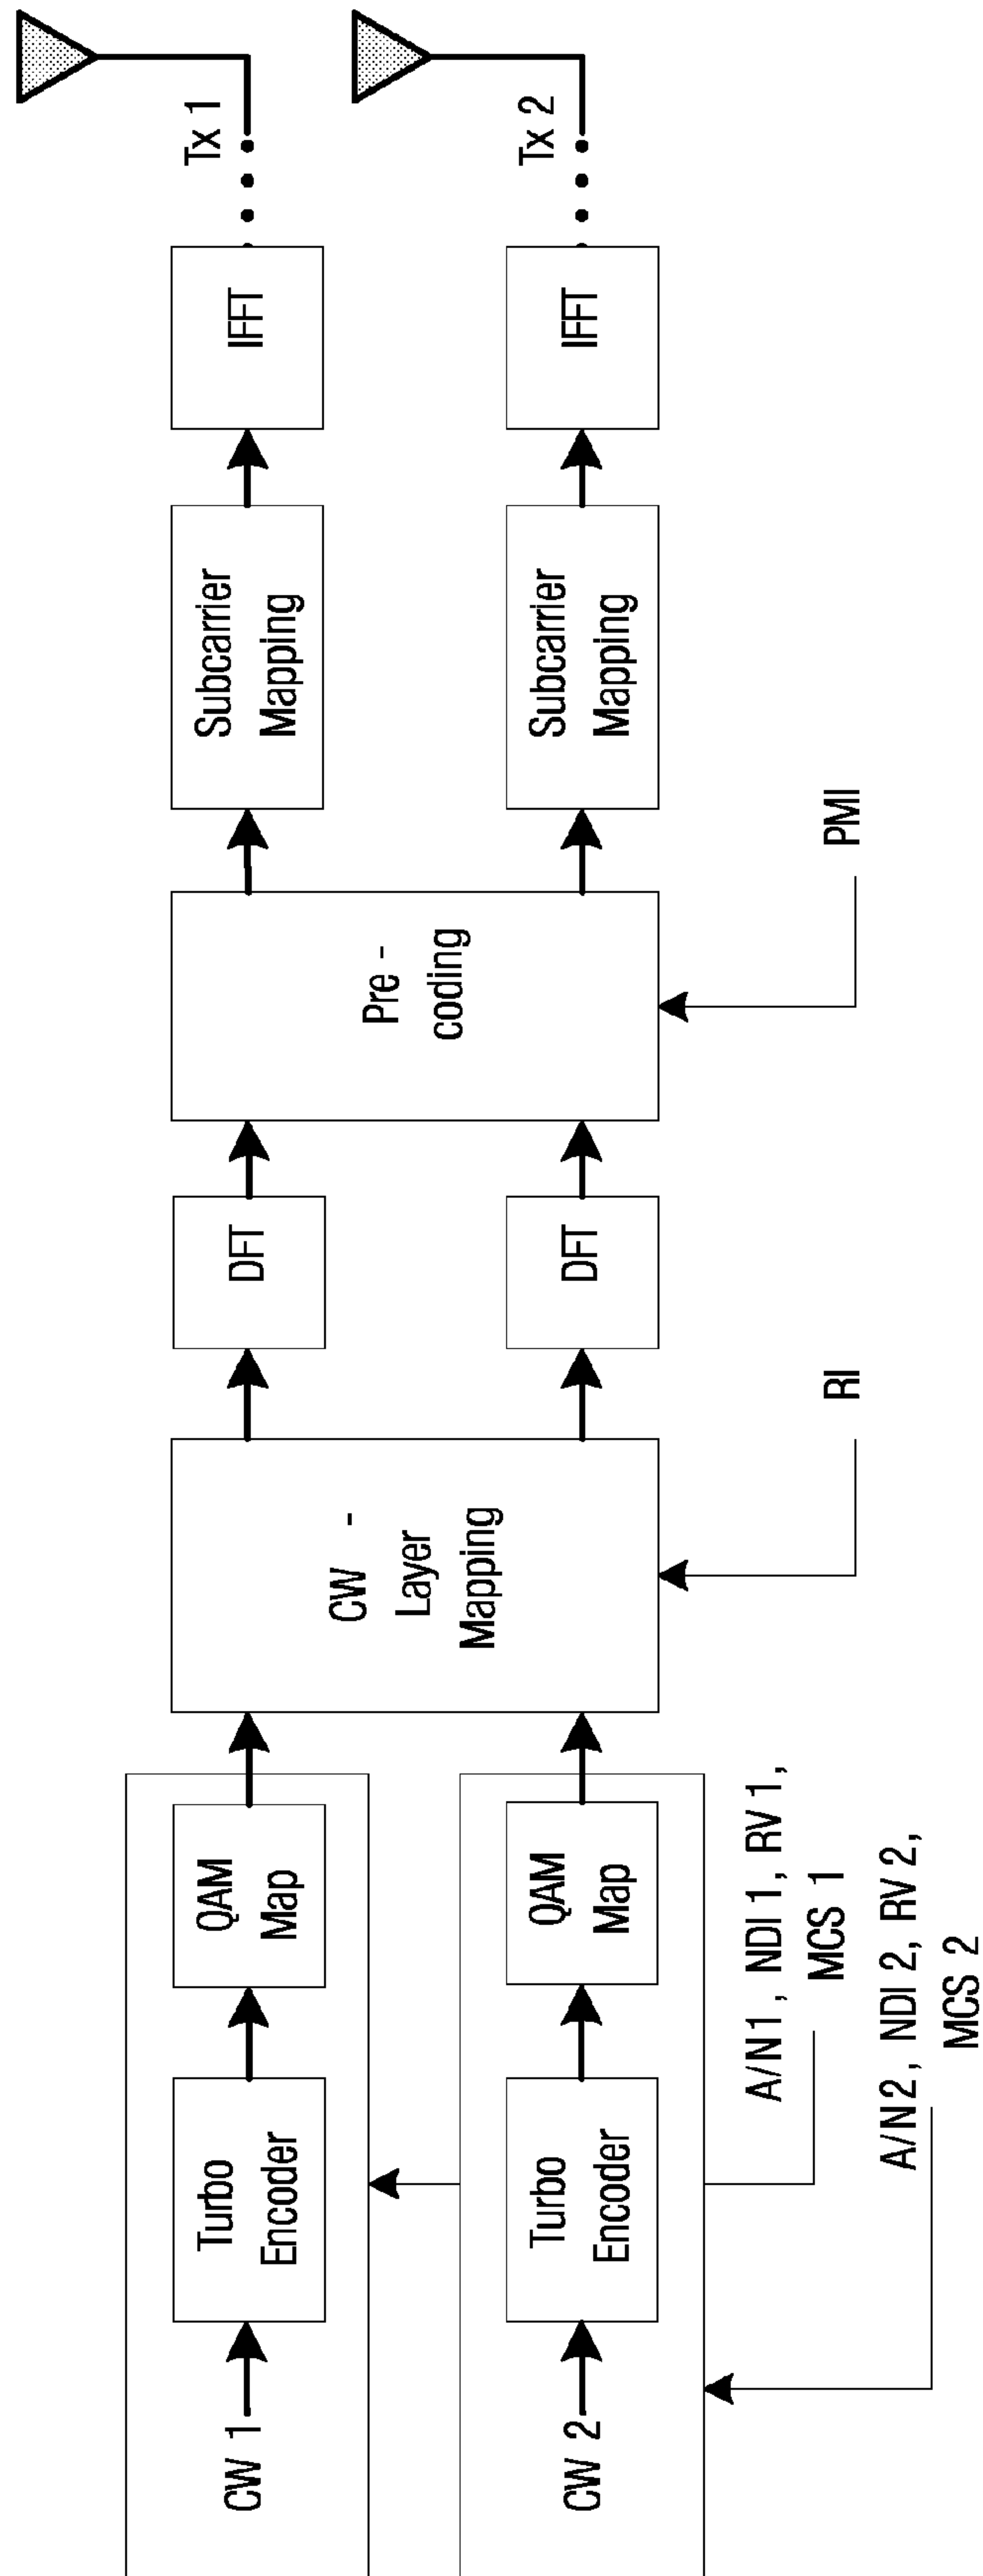 CW 1
Turbo
Encoder
QAM
Map
CW 2
Turbo
Encoder
QAM
Map
A/N1, NDI 1, RV 1,
MCS 1
A/N2, NDI 2, RV 2,
MCS 2
CW -
Layer
Mapping
RI
DFT
DFT
Pre -
coding
PMI
Subcarrier
Mapping
Subcarrier
Mapping
IFFT
IFFT
Tx 1
Tx 2